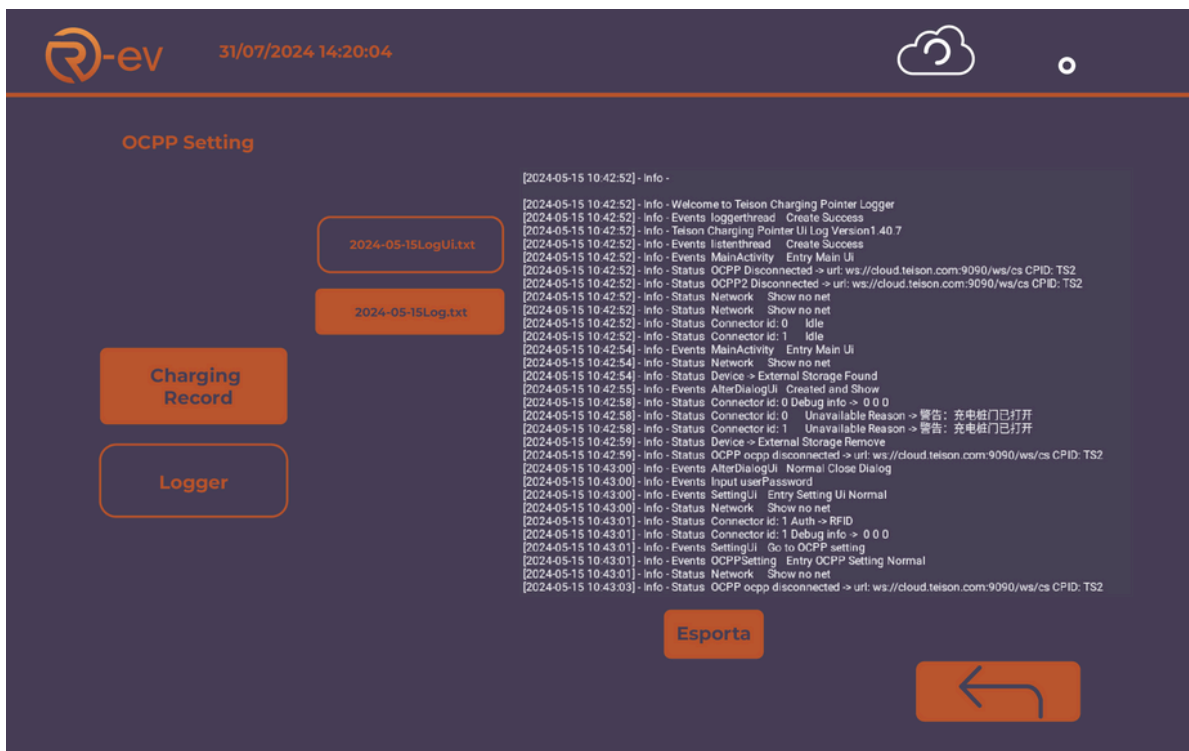 R-ev
31/07/2024 14:20:04
OCPP Setting
2024-05-15LogUi.txt
2024-05-15Log.txt
Charging
Record
Logger
[2024-05-15 10:42:52] - Info -
[2024-05-15 10:42:52] - Info - Welcome to Teison Charging Pointer Logger
[2024-05-15 10:42:52] - Info - Events loggerthread Create Success
[2024-05-15 10:42:52] - Info - Teison Charging Pointer Ui Log Version1.40.7
[2024-05-15 10:42:52] - Info - Events listenthread Create Success
[2024-05-15 10:42:52] - Info - Events MainActivity Entry Main Ui
[2024-05-15 10:42:52] - Info - Status OCPP Disconnected -> url: ws://cloud.teison.com:9090/ws/cs CPID: TS2
[2024-05-15 10:42:52] - Info - Status OCPP2 Disconnected -> url: ws://cloud.teison.com:9090/ws/cs CPID: TS2
[2024-05-15 10:42:52] - Info - Status Network Show no net
[2024-05-15 10:42:52] - Info - Status Network Show no net
[2024-05-15 10:42:52] - Info - Status Connector id: 0 Idle
[2024-05-15 10:42:52] - Info - Status Connector id: 1 Idle
[2024-05-15 10:42:54] - Info - Events MainActivity Entry Main Ui
[2024-05-15 10:42:54] - Info - Status Network Show no net
[2024-05-15 10:42:54] - Info - Status Device -> External Storage Found
[2024-05-15 10:42:55] - Info - Events AlterDialogUi Created and Show
[2024-05-15 10:42:58] - Info - Status Connector id: 0 Debug info -> 0 0 0
[2024-05-15 10:42:58] - Info - Status Connector id: 0 Unavailable Reason -> 警告：充电桩门已打开
[2024-05-15 10:42:58] - Info - Status Connector id: 1 Unavailable Reason -> 警告：充电桩门已打开
[2024-05-15 10:42:59] - Info - Status Device -> External Storage Remove
[2024-05-15 10:42:59] - Info - Status OCPP ocpp disconnected -> url: ws://cloud.teison.com:9090/ws/cs CPID: TS2
[2024-05-15 10:43:00] - Info - Events AlterDialogUi Normal Close Dialog
[2024-05-15 10:43:00] - Info - Events Input userPassword
[2024-05-15 10:43:00] - Info - Events SettingUi Entry Setting Ui Normal
[2024-05-15 10:43:00] - Info - Status Network Show no net
[2024-05-15 10:43:01] - Info - Status Connector id: 1 Auth -> RFID
[2024-05-15 10:43:01] - Info - Status Connector id: 1 Debug info -> 0 0 0
[2024-05-15 10:43:01] - Info - Events SettingUi Go to OCPP setting
[2024-05-15 10:43:01] - Info - Events OCPPSetting Entry OCPP Setting Normal
[2024-05-15 10:43:01] - Info - Status Network Show no net
[2024-05-15 10:43:03] - Info - Status OCPP ocpp disconnected -> url: ws://cloud.teison.com:9090/ws/cs CPID: TS2
Esporta